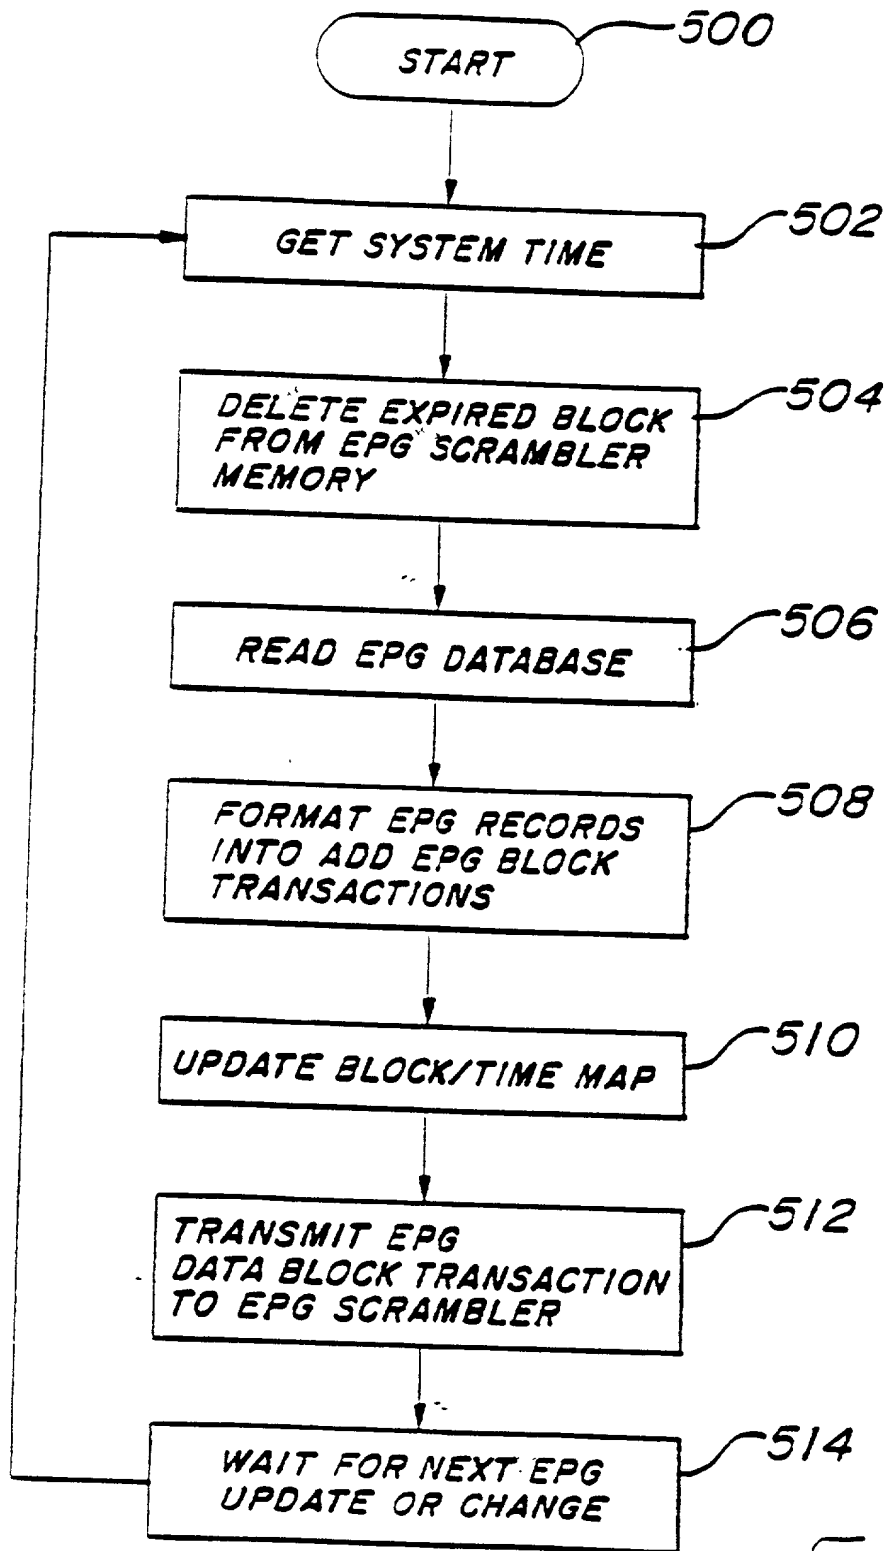 500
START
502
GET SYSTEM TIME
504
DELETE EXPIRED BLOCK
FROM EPG SCRAMBLER
MEMORY
506
READ EPG DATABASE
508
FORMAT EPG RECORDS
INTO ADD EPG BLOCK
TRANSACTIONS
510
UPDATE BLOCK/TIME MAP
512
TRANSMIT EPG
DATA BLOCK TRANSACTION
TO EPG SCRAMBLER
514
WAIT FOR NEXT EPG
UPDATE OR CHANGE